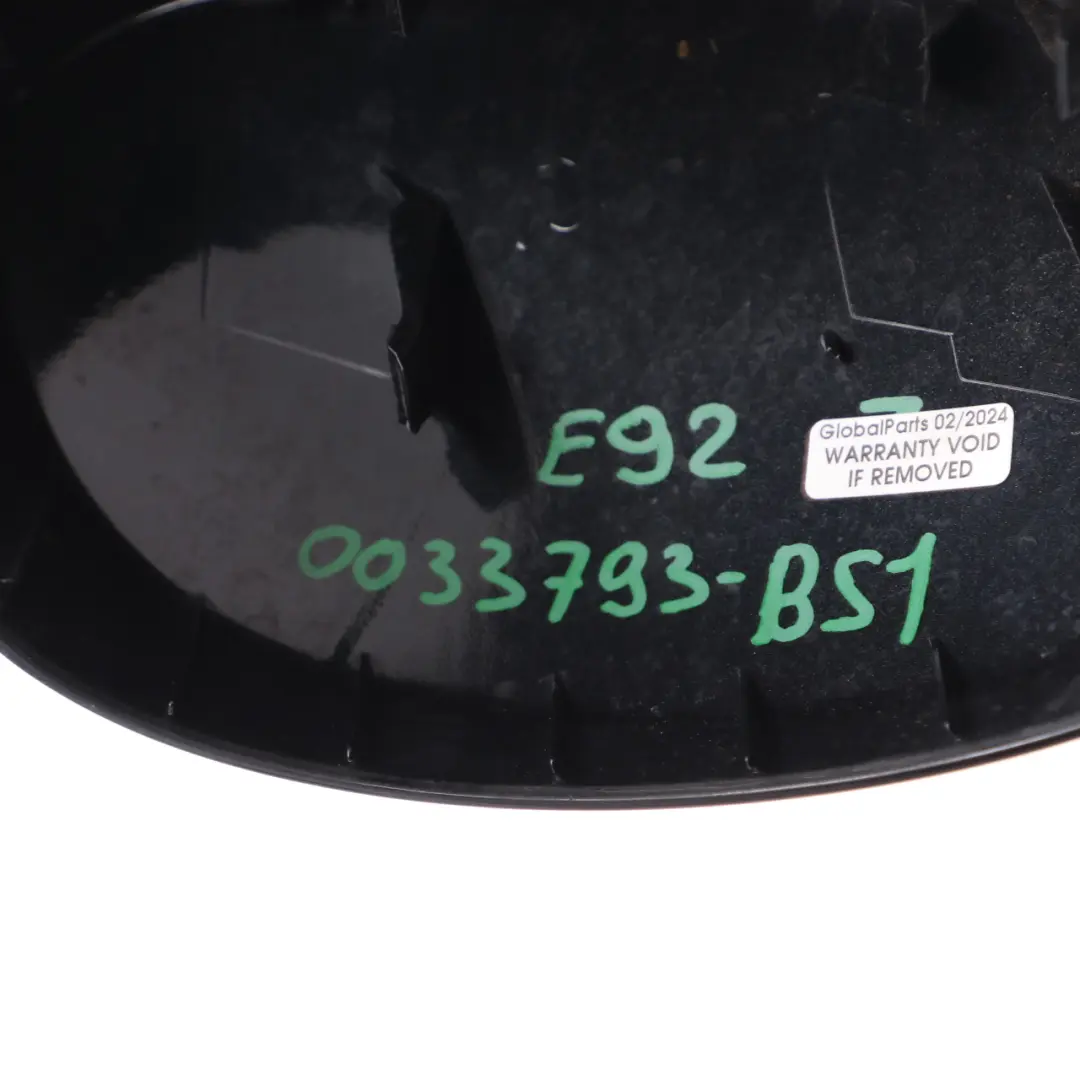 E92
GlobalParts 02/2024
WARRANTY VOID
IF REMOVED
0033793-BS1